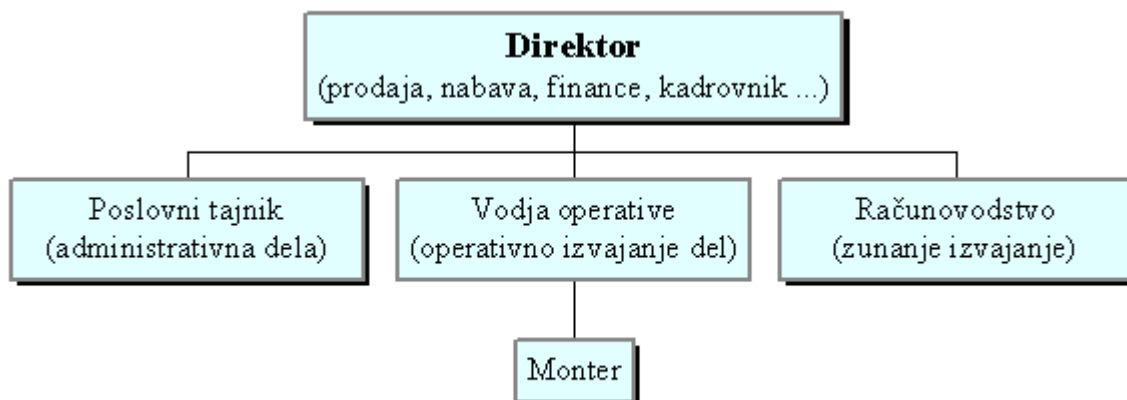 Direktor
(prodaja, nabava, finance, kadrovnik ...)
Poslovni tajnik
(administrativna dela)
Vodja operative
(operativno izvajanje del)
Računovodstvo
(zunanje izvajanje)
Monter